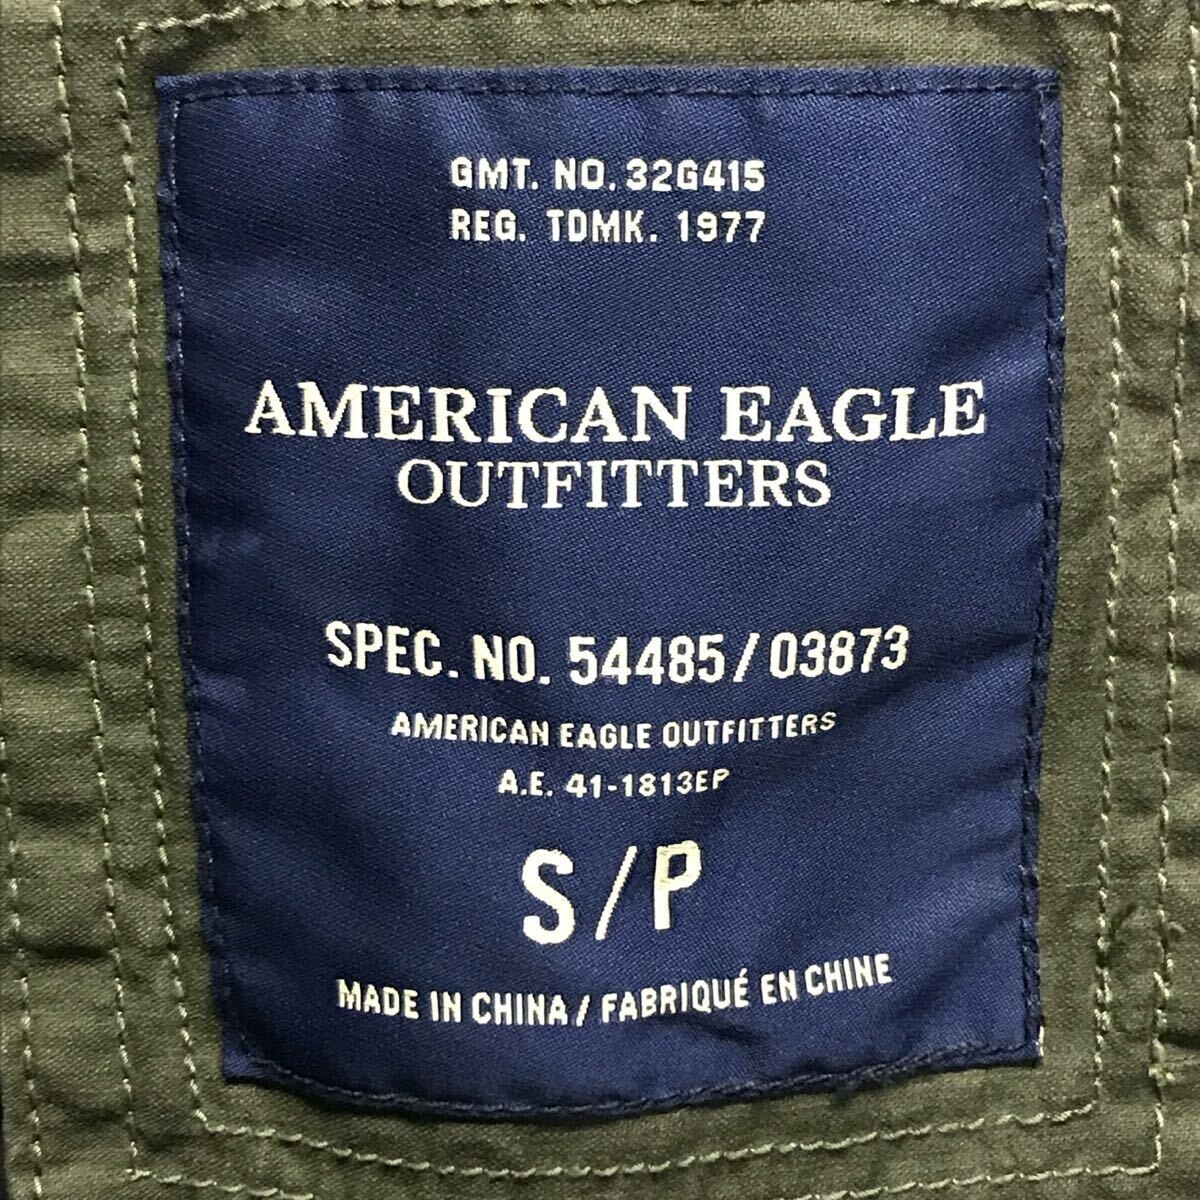 GMT. NO. 32G415
REG. TDMK. 1977
AMERICAN EAGLE
OUTFITTERS
SPEC. NO. 54485 / 03873
AMERICAN EAGLE OUTFITTERS
A.E. 41-1813EP
S / P
MADE IN CHINA / FABRIQUÉ EN CHINE